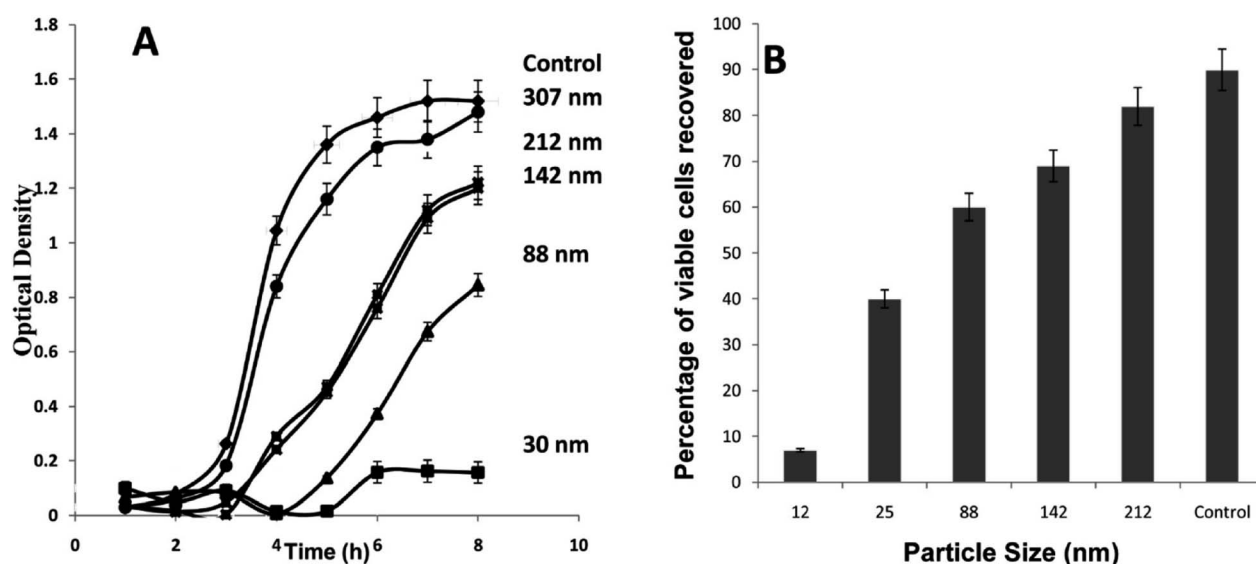 A
Optical Density
1.8
1.6
1.4
1.2
1
0.8
0.6
0.4
0.2
0
0 2 4 6 8 10
Time (h)
Control
307 nm
212 nm
142 nm
88 nm
30 nm
B
Percentage of viable cells recovered
100
90
80
70
60
50
40
30
20
10
0
12 25 88 142 212 Control
Particle Size (nm)